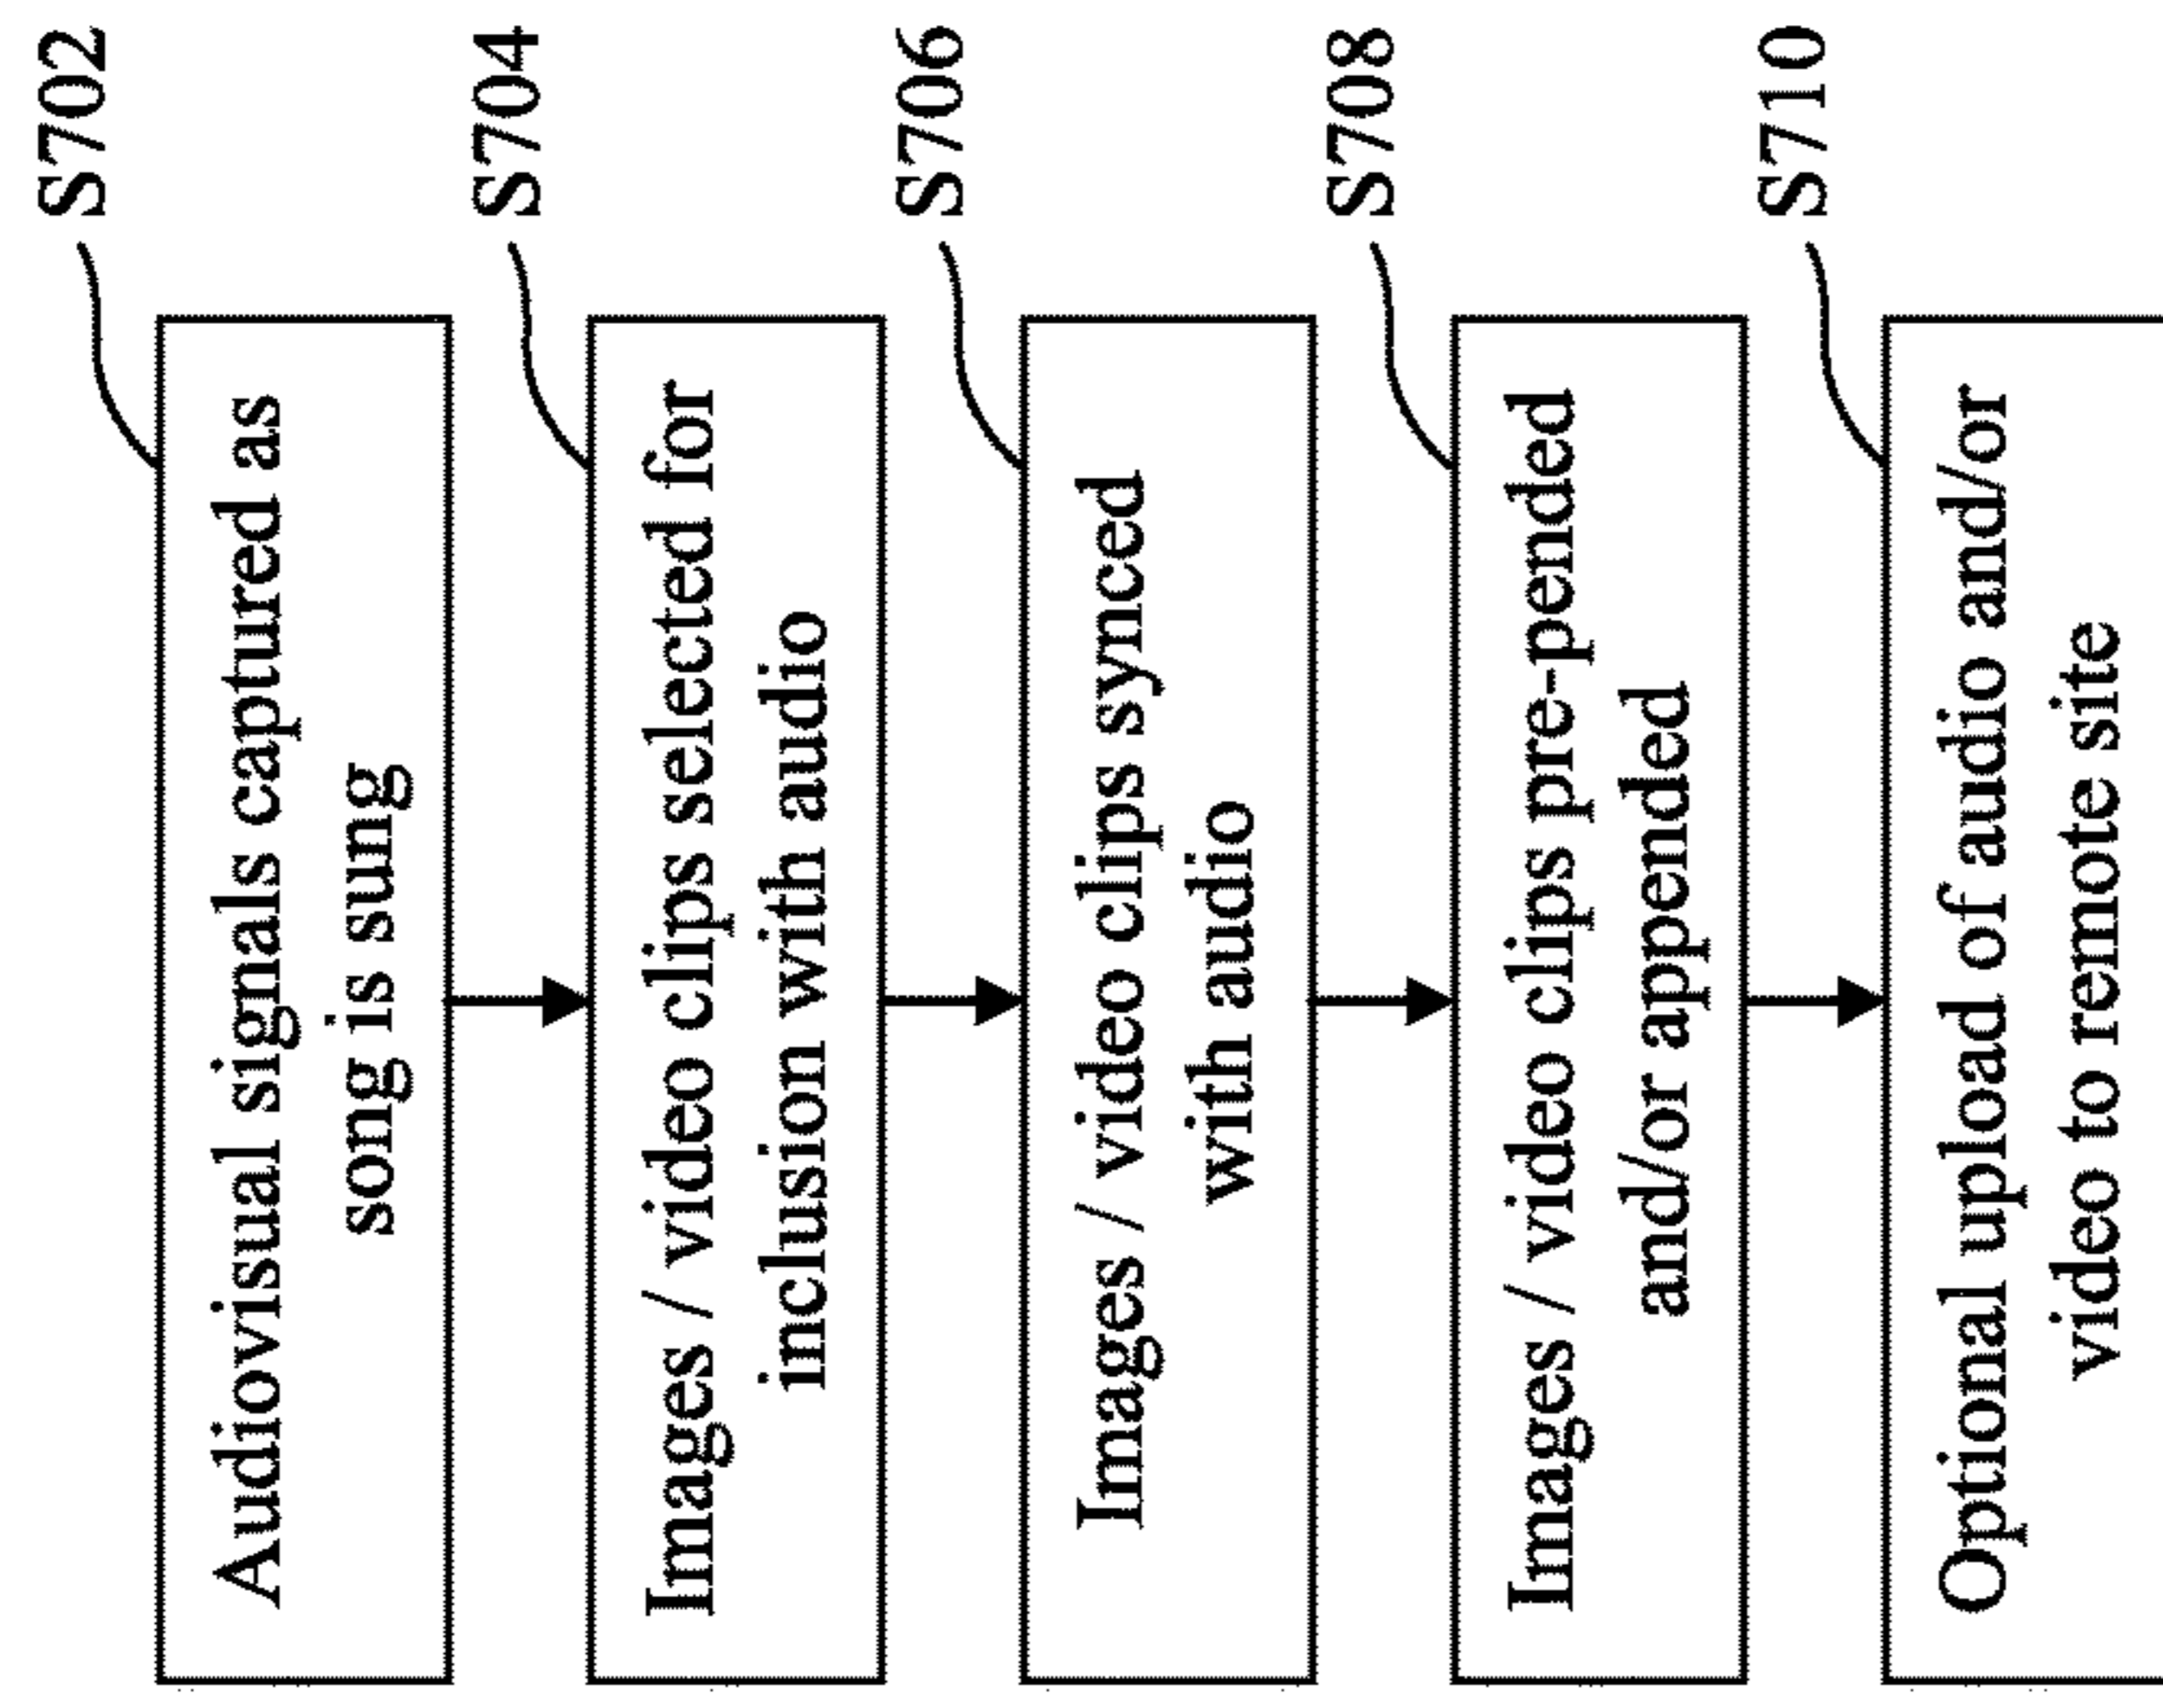 S702
Audiovisual signals captured as
song is sung
S704
Images / video clips selected for
inclusion with audio
S706
Images / video clips synced
with audio
S708
Images / video clips pre-pended
and/or appended
S710
Optional upload of audio and/or
video to remote site